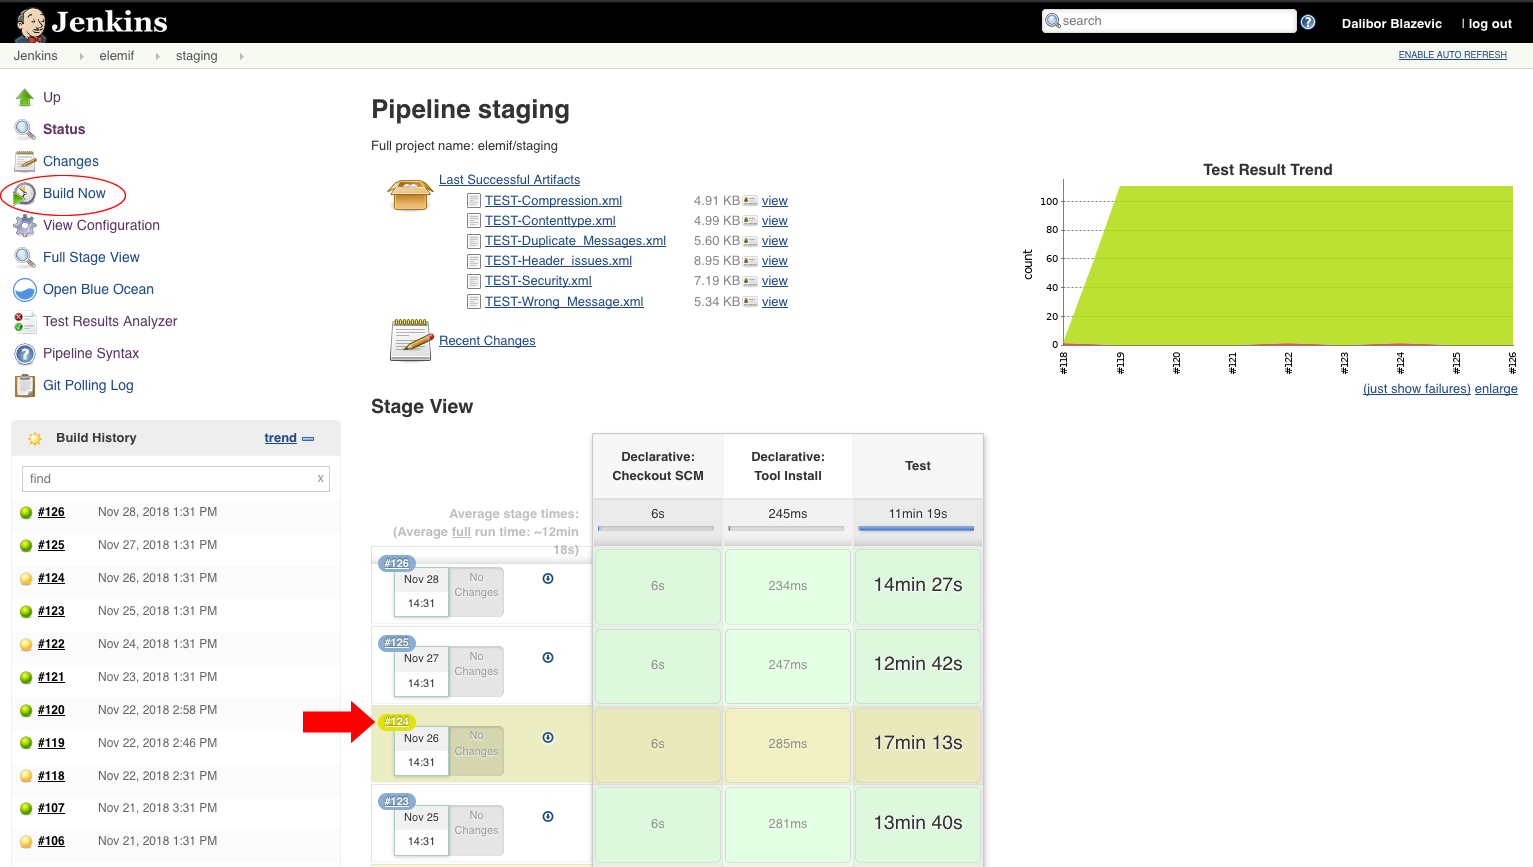 Jenkins
search
Dalibor Blazevic
| log out
Jenkins
elemif
staging
ENABLE AUTO REFRESH
Up
Status
Changes
Build Now
View Configuration
Full Stage View
Open Blue Ocean
Test Results Analyzer
Pipeline Syntax
Git Polling Log
Build History
trend
find
x
#126 Nov 28, 2018 1:31 PM
#125 Nov 27, 2018 1:31 PM
#124 Nov 26, 2018 1:31 PM
#123 Nov 25, 2018 1:31 PM
#122 Nov 24, 2018 1:31 PM
#121 Nov 23, 2018 1:31 PM
#120 Nov 22, 2018 2:58 PM
#119 Nov 22, 2018 2:46 PM
#118 Nov 22, 2018 2:31 PM
#107 Nov 21, 2018 3:31 PM
#106 Nov 21, 2018 1:31 PM
Pipeline staging
Full project name: elemif/staging
Last Successful Artifacts
TEST-Compression.xml 4.91 KB view
TEST-Contenttype.xml 4.99 KB view
TEST-Duplicate_Messages.xml 5.60 KB view
TEST-Header_issues.xml 8.95 KB view
TEST-Security.xml 7.19 KB view
TEST-Wrong_Message.xml 5.34 KB view
Recent Changes
Test Result Trend
count
100
80
60
40
20
0
#118
#119
#120
#121
#122
#123
#124
#125
#126
(just show failures) enlarge
Stage View
Declarative:
Checkout SCM
Declarative:
Tool Install
Test
Average stage times:
(Average full run time: ~12min
18s)
6s
245ms
11min 19s
#126
Nov 28
14:31
No
Changes
6s
234ms
14min 27s
#125
Nov 27
14:31
No
Changes
6s
247ms
12min 42s
#124
Nov 26
14:31
No
Changes
6s
285ms
17min 13s
#123
Nov 25
14:31
No
Changes
6s
281ms
13min 40s